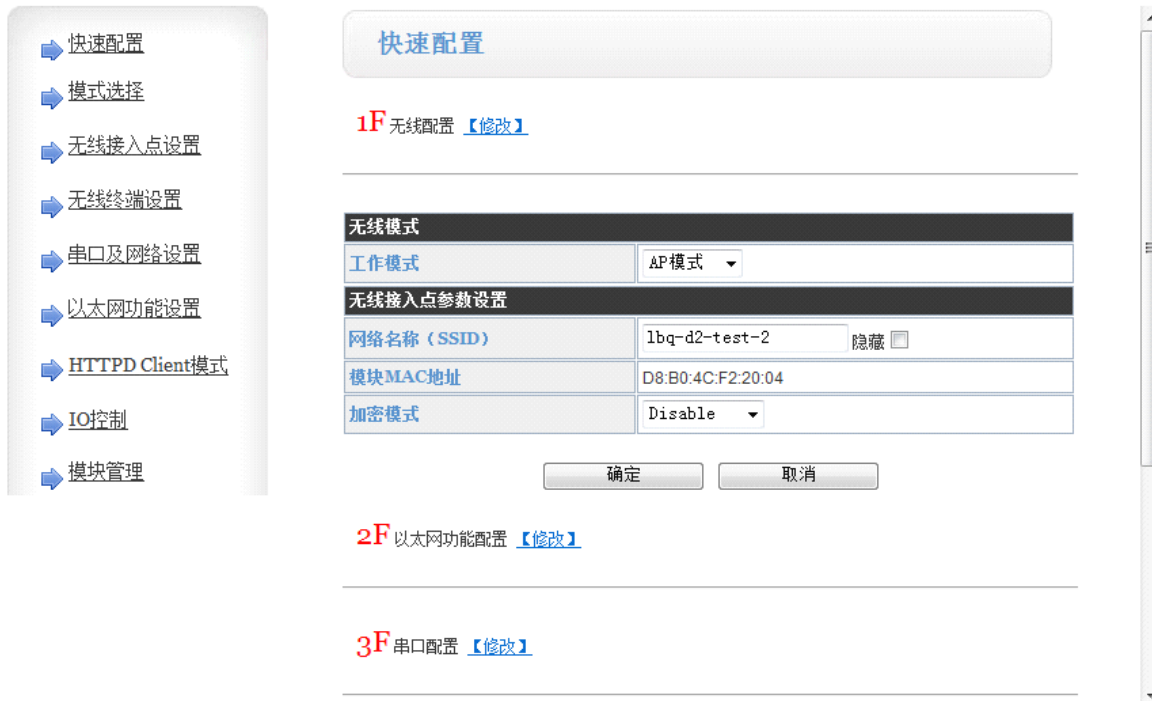 快速配置
模式选择
无线接入点设置
无线终端设置
串口及网络设置
以太网功能设置
HTTPD Client模式
IO控制
模块管理
快速配置
1F 无线配置 【修改】
无线模式
工作模式 AP模式
无线接入点参数设置
网络名称（SSID） lbq-d2-test-2 隐藏
模块MAC地址 D8:B0:4C:F2:20:04
加密模式 Disable
确定 取消
2F 以太网功能配置 【修改】
3F 串口配置 【修改】